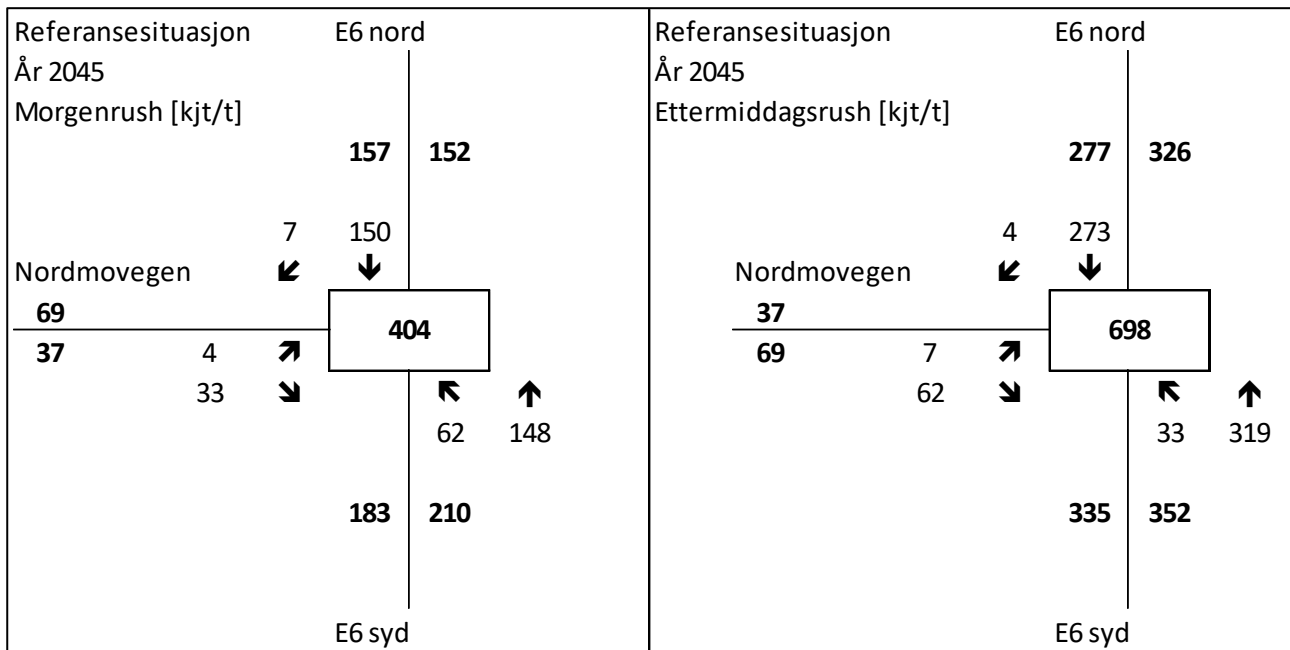 Referansesituasjon
E6 nord
År 2045
Morgenrush [kjt/t]
157 152
7 150
Nordmovegen
69
404
37 4
33
62 148
183 210
E6 syd
Referansesituasjon
E6 nord
År 2045
Ettermiddagsrush [kjt/t]
277 326
4 273
Nordmovegen
37
698
69 7
62
33 319
335 352
E6 syd